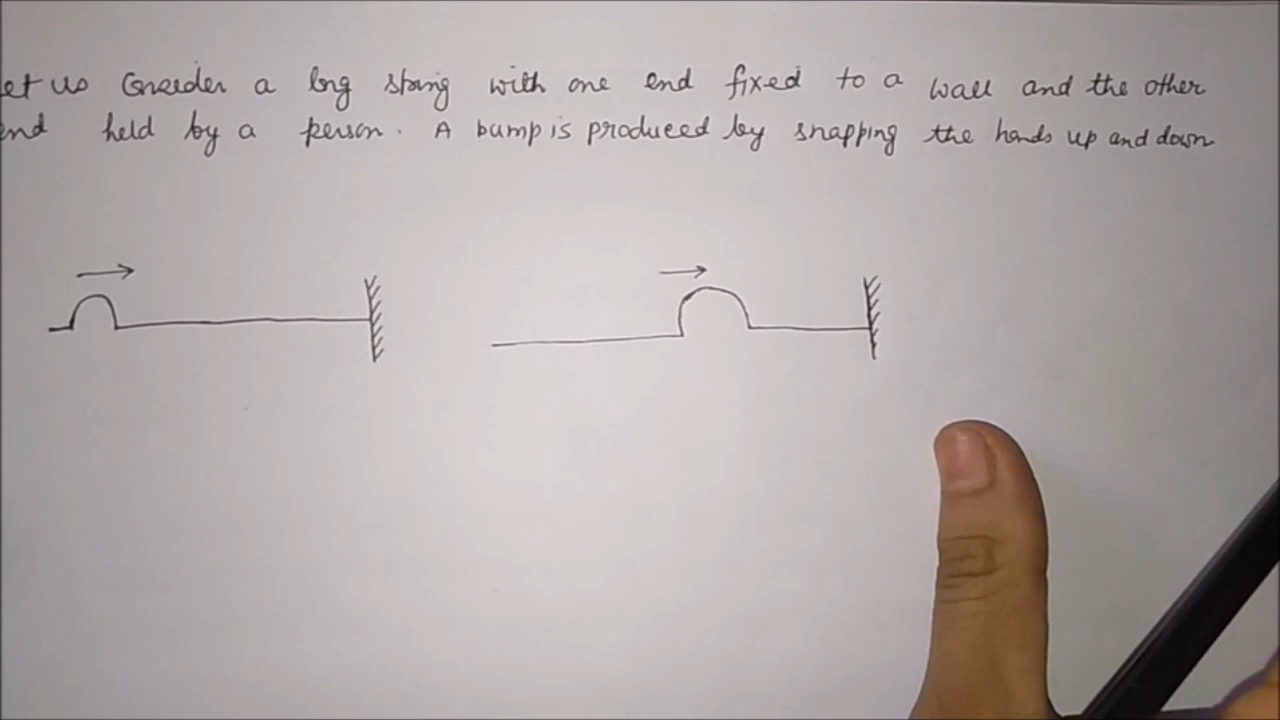 et us Consider a long string with one end fixed to a wall and the other
end held by a person. A bump is produced by snapping the hands up and down